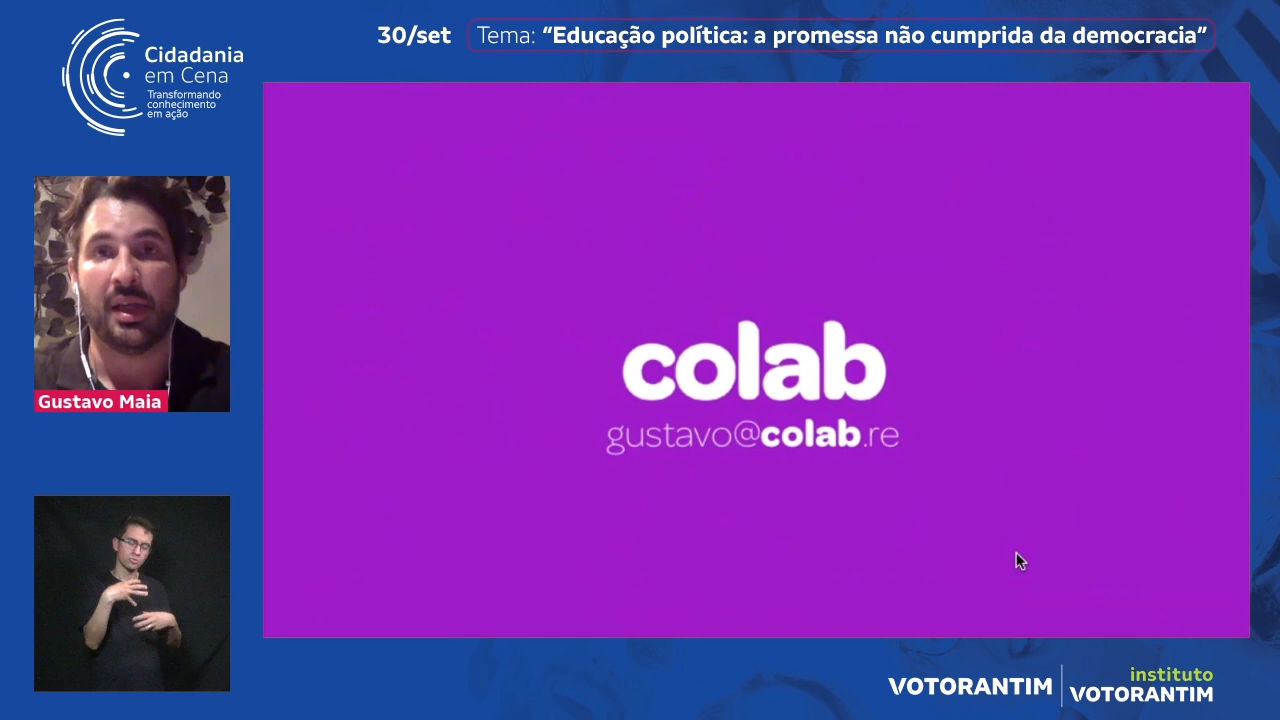 Cidadania
em Cena
Transformando
conhecimento
em ação
30/set Tema: “Educação política: a promessa não cumprida da democracia”
Gustavo Maia
colab
gustavo@colab.re
VOTORANTIM
instituto
VOTORANTIM